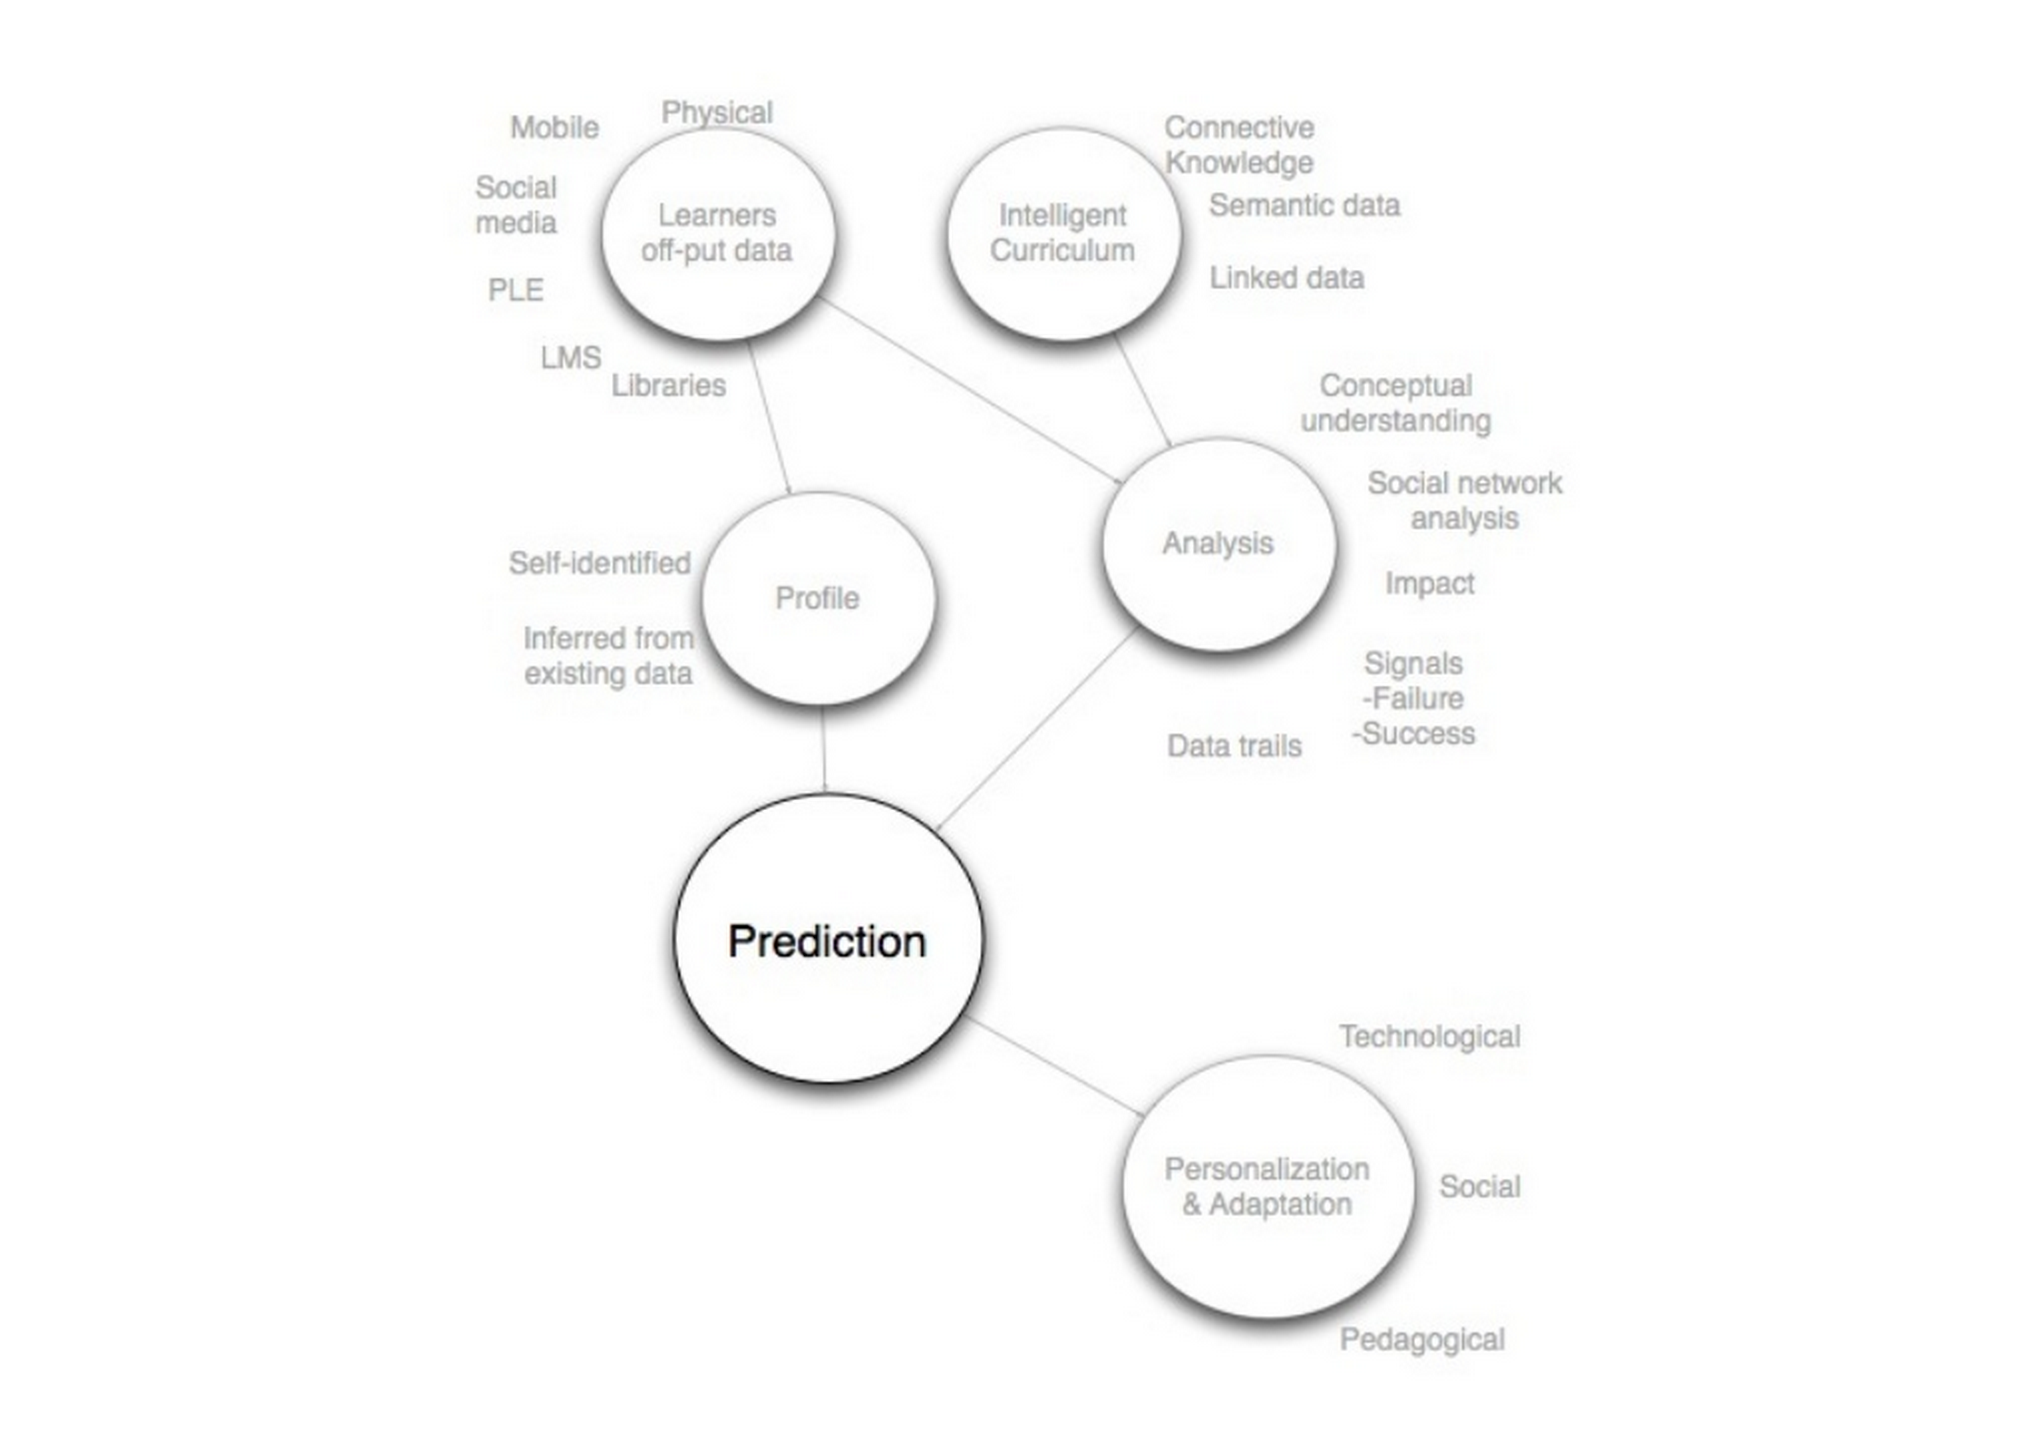 Physical
Mobile
Social
media
PLE
LMS
Libraries
Learners
off-put data
Intelligent
Curriculum
Connective
Knowledge
Semantic data
Linked data
Conceptual
understanding
Social network
analysis
Impact
Signals
-Failure
-Success
Data trails
Analysis
Self-identified
Inferred from
existing data
Profile
Prediction
Personalization
& Adaptation
Technological
Social
Pedagogical